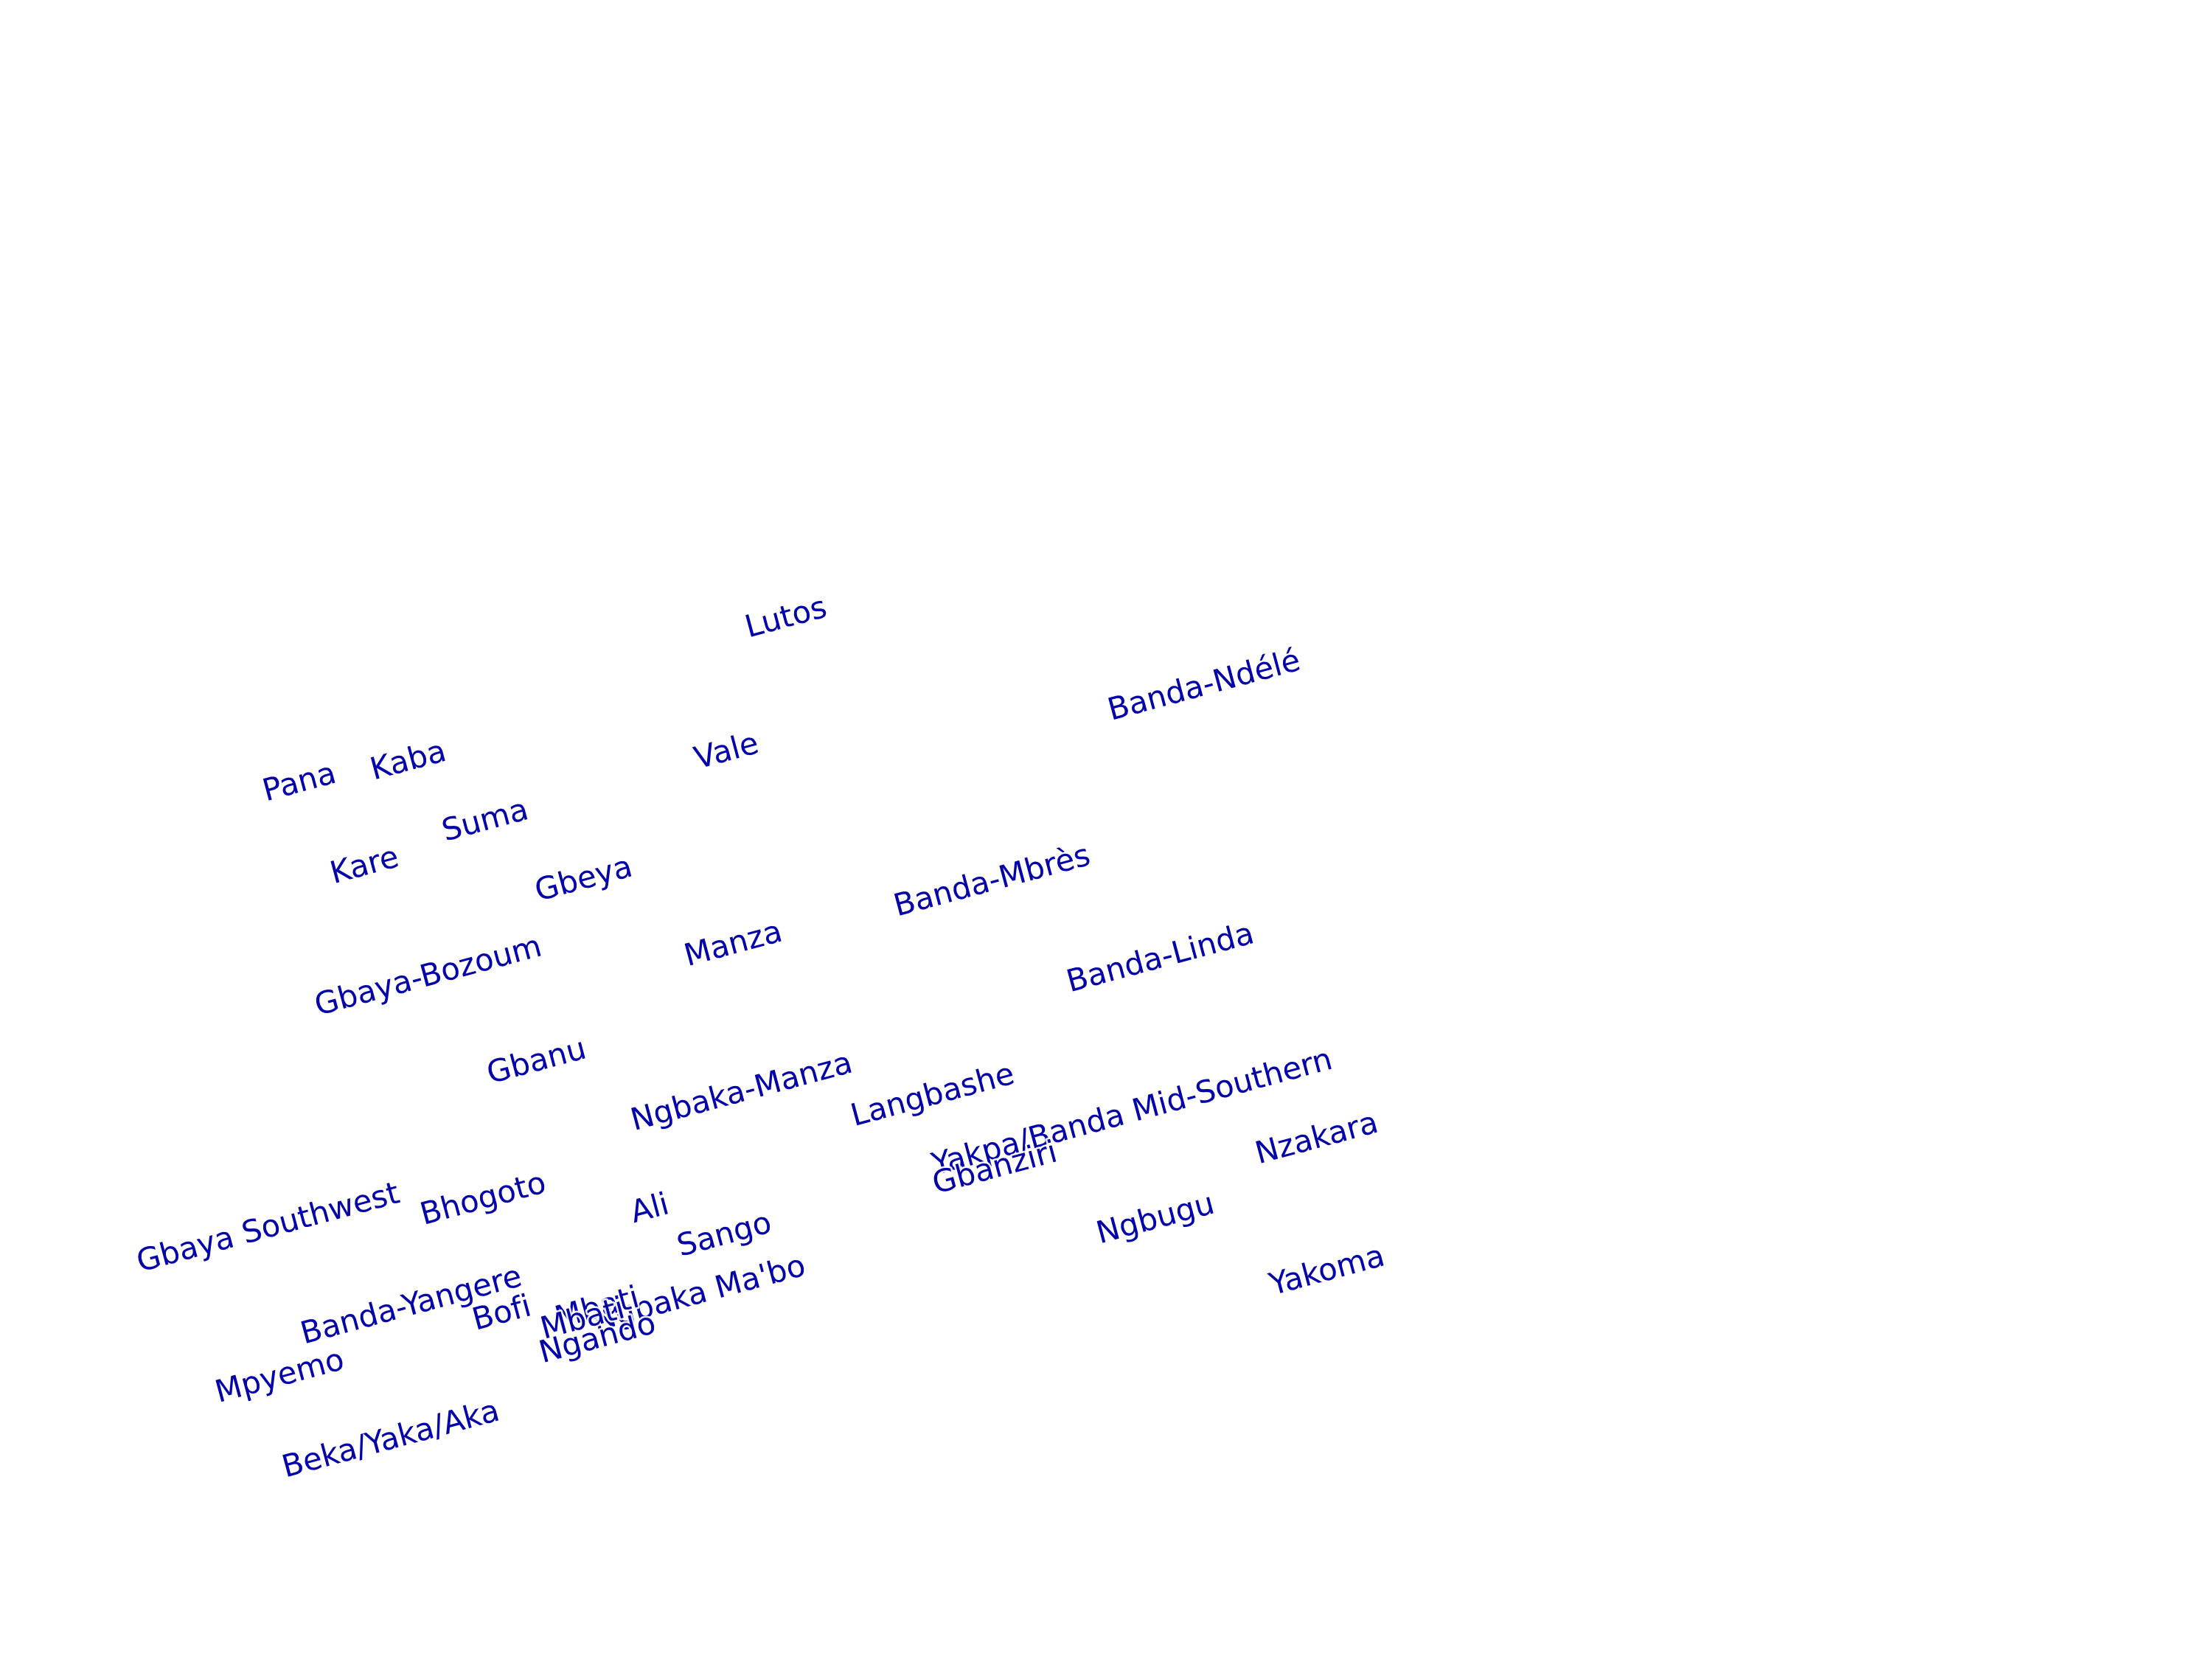 Lutos
Banda-Ndélé
Vale
Kaba
Pana
Suma
Kare
Gbeya
Banda-Mbrès
Manza
Banda-Linda
Gbaya-Bozoum
Gbanu
Ngbaka-Manza
Langbashe
Yakpa/Banda Mid-Southern
Nzakara
Gbanziri
Gbaya Southwest
Bhogoto
Ali
Sango
Ngbugu
Yakoma
Banda-Yangere
Bofi
Mbati
Ma'bo
Ngando
Mpyemo
Beka/Yaka/Aka